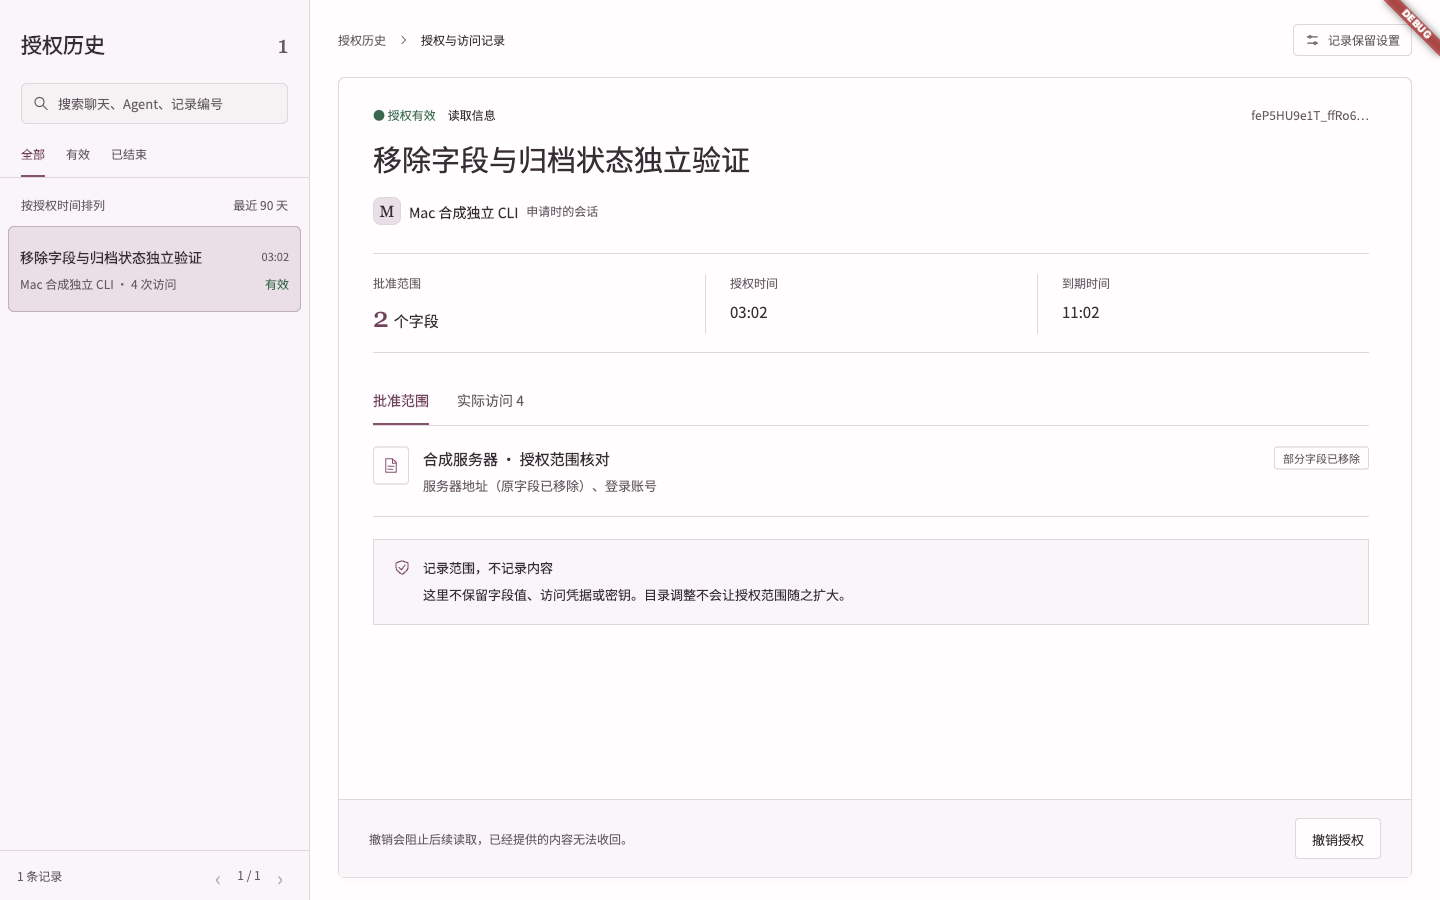 授权历史
1
搜索聊天、Agent、记录编号
全部 有效 已结束
按授权时间排列 最近 90 天
移除字段与归档状态独立验证 03:02
Mac 合成独立 CLI · 4 次访问 有效
1 条记录 ‹ 1 / 1 ›
授权历史 > 授权与访问记录
记录保留设置
DEBUG
授权有效 读取信息 feP5HU9e1T_ffRo6...
移除字段与归档状态独立验证
M Mac 合成独立 CLI 申请时的会话
批准范围 授权时间 到期时间
2 个字段 03:02 11:02
批准范围 实际访问 4
合成服务器 · 授权范围核对 部分字段已移除
服务器地址（原字段已移除）、登录账号
记录范围，不记录内容
这里不保留字段值、访问凭据或密钥。目录调整不会让授权范围随之扩大。
撤销会阻止后续读取，已经提供的内容无法收回。 撤销授权